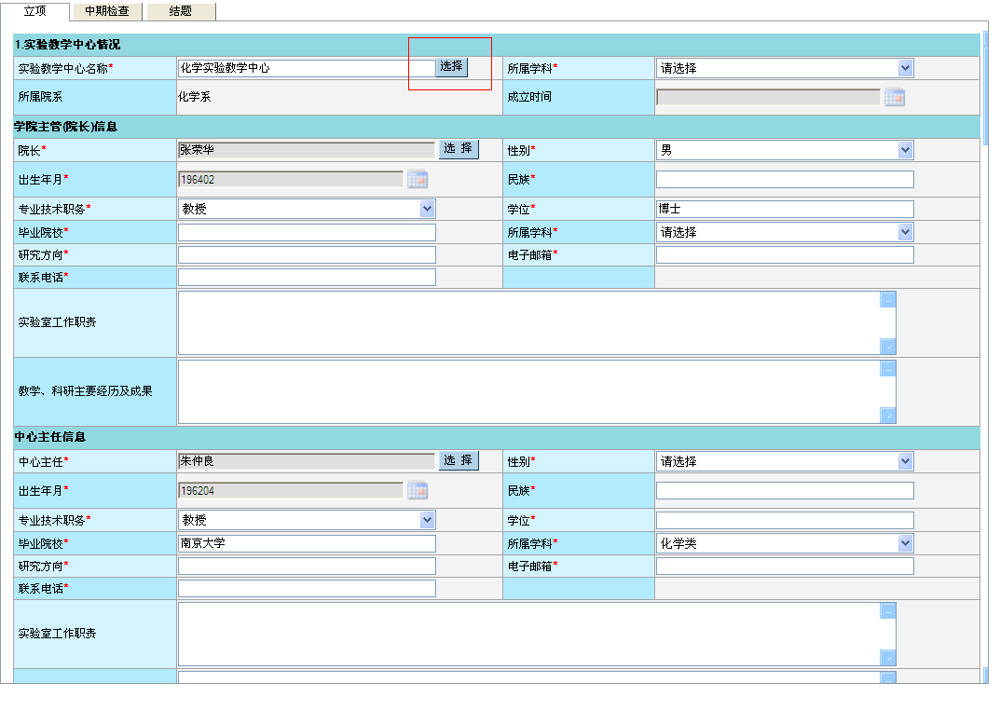 立项 中期检查 结题
1.实验教学中心情况
实验教学中心名称* 化学实验教学中心 选择 所属学科* 请选择
所属院系 化学系 成立时间
学院主管(院长)信息
院长* 张荣华 选 择 性别* 男
出生年月* 196402 民族*
专业技术职务* 教授 学位* 博士
毕业院校* 所属学科* 请选择
研究方向* 电子邮箱*
联系电话*
实验室工作职责
教学、科研主要经历及成果
中心主任信息
中心主任* 朱仲良 选 择 性别* 请选择
出生年月* 196204 民族*
专业技术职务* 教授 学位*
毕业院校* 南京大学 所属学科* 化学类
研究方向* 电子邮箱*
联系电话*
实验室工作职责